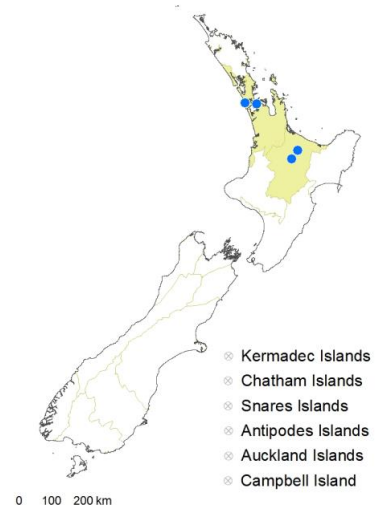 Kermadec Islands
Chatham Islands
Snares Islands
Antipodes Islands
Auckland Islands
Campbell Island
0 100 200 km